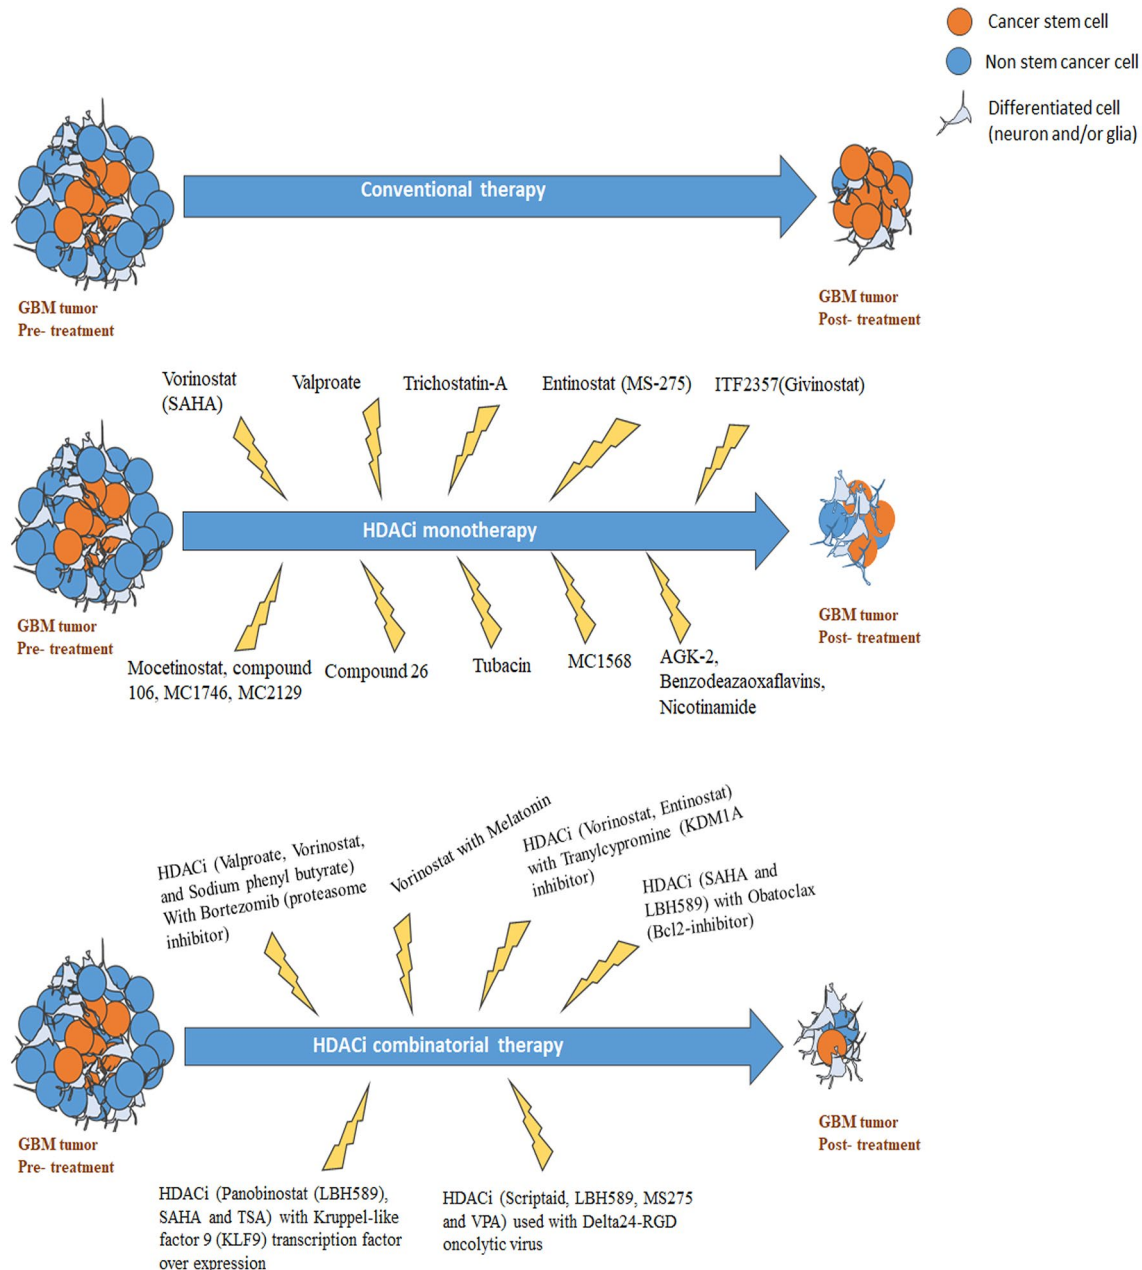 Cancer stem cell
Non stem cancer cell
Differentiated cell
(neuron and/or glia)
Conventional therapy
GBM tumor
Pre- treatment
GBM tumor
Post- treatment
Vorinostat
(SAHA)
Valproate
Trichostatin-A
Entinostat (MS-275)
ITF2357(Givinostat)
HDACi monotherapy
GBM tumor
Pre- treatment
GBM tumor
Post- treatment
Mocetinostat, compound
106, MC1746, MC2129
Compound 26
Tubacin
MC1568
AGK-2,
Benzodeazaoxaflavins,
Nicotinamide
HDACi (Valproate, Vorinostat,
and Sodium phenyl butyrate)
With Bortezomib (proteasome
inhibitor)
Vorinostat with Melatonin
HDACi (Vorinostat, Entinostat)
with Tranylcypromine (KDM1A
inhibitor)
HDACi (SAHA and
LBH589) with Obatoclax
(Bcl2-inhibitor)
HDACi combinatorial therapy
GBM tumor
Pre- treatment
GBM tumor
Post- treatment
HDACi (Panobinostat (LBH589),
SAHA and TSA) with Kruppel-like
factor 9 (KLF9) transcription factor
over expression
HDACi (Scriptaid, LBH589, MS275
and VPA) used with Delta24-RGD
oncolytic virus